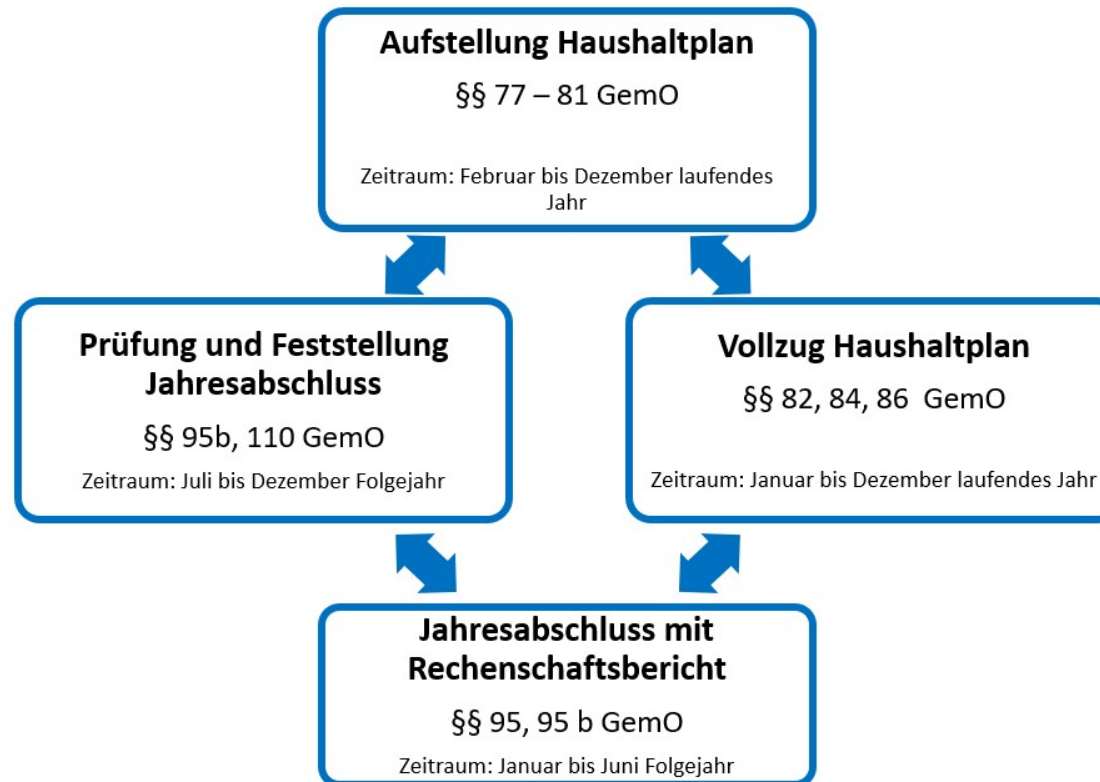 Aufstellung Haushaltplan
§§ 77 – 81 GemO
Zeitraum: Februar bis Dezember laufendes
Jahr
Prüfung und Feststellung
Jahresabschluss
§§ 95b, 110 GemO
Zeitraum: Juli bis Dezember Folgejahr
Vollzug Haushaltplan
§§ 82, 84, 86 GemO
Zeitraum: Januar bis Dezember laufendes Jahr
Jahresabschluss mit
Rechenschaftsbericht
§§ 95, 95 b GemO
Zeitraum: Januar bis Juni Folgejahr